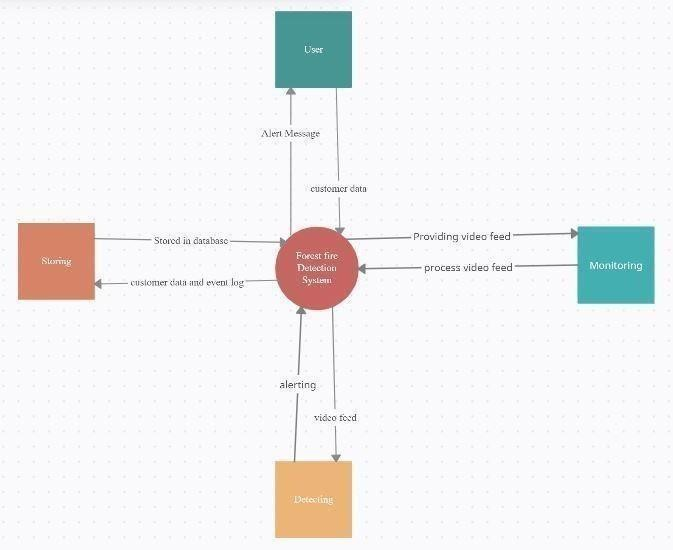 User
Alert Message
customer data
Stored in database
Providing video feed
Storing
Forest fire
Detection
System
process video feed
Monitoring
customer data and event log
alerting
video feed
Detecting